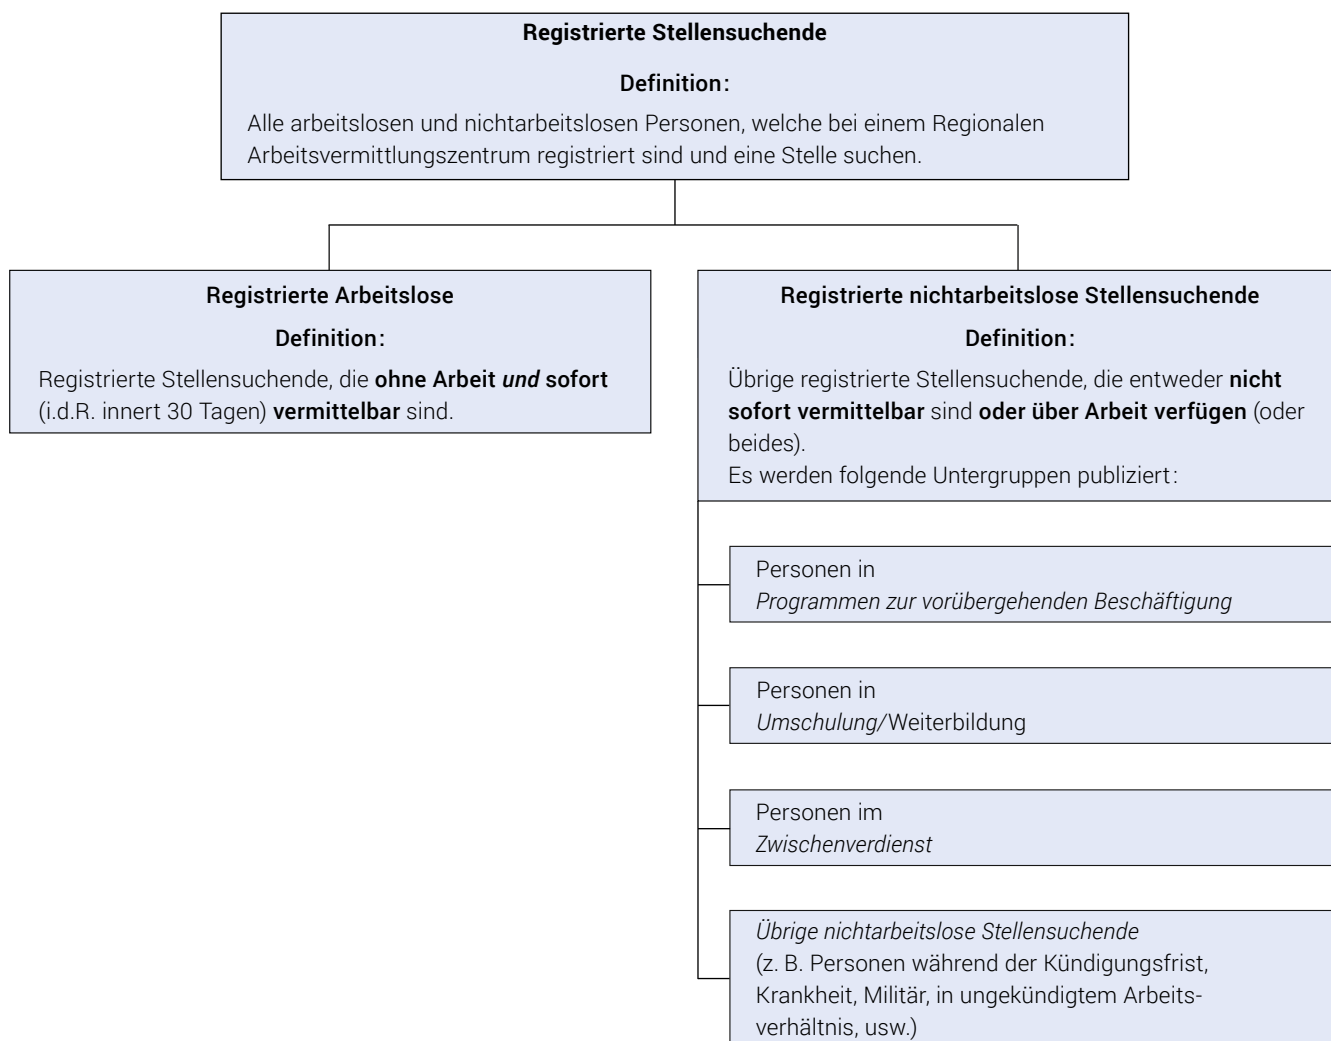 Registrierte Stellensuchende
Definition:
Alle arbeitslosen und nichtarbeitslosen Personen, welche bei einem Regionalen
Arbeitsvermittlungszentrum registriert sind und eine Stelle suchen.
Registrierte Arbeitslose
Definition:
Registrierte Stellensuchende, die ohne Arbeit und sofort
(i.d.R. innert 30 Tagen) vermittelbar sind.
Registrierte nichtarbeitslose Stellensuchende
Definition:
Übrige registrierte Stellensuchende, die entweder nicht
sofort vermittelbar sind oder über Arbeit verfügen (oder
beides).
Es werden folgende Untergruppen publiziert:
Personen in
Programmen zur vorübergehenden Beschäftigung
Personen in
Umschulung/Weiterbildung
Personen im
Zwischenverdienst
Übrige nichtarbeitslose Stellensuchende
(z. B. Personen während der Kündigungsfrist,
Krankheit, Militär, in ungekündigtem Arbeits-
verhältnis, usw.)